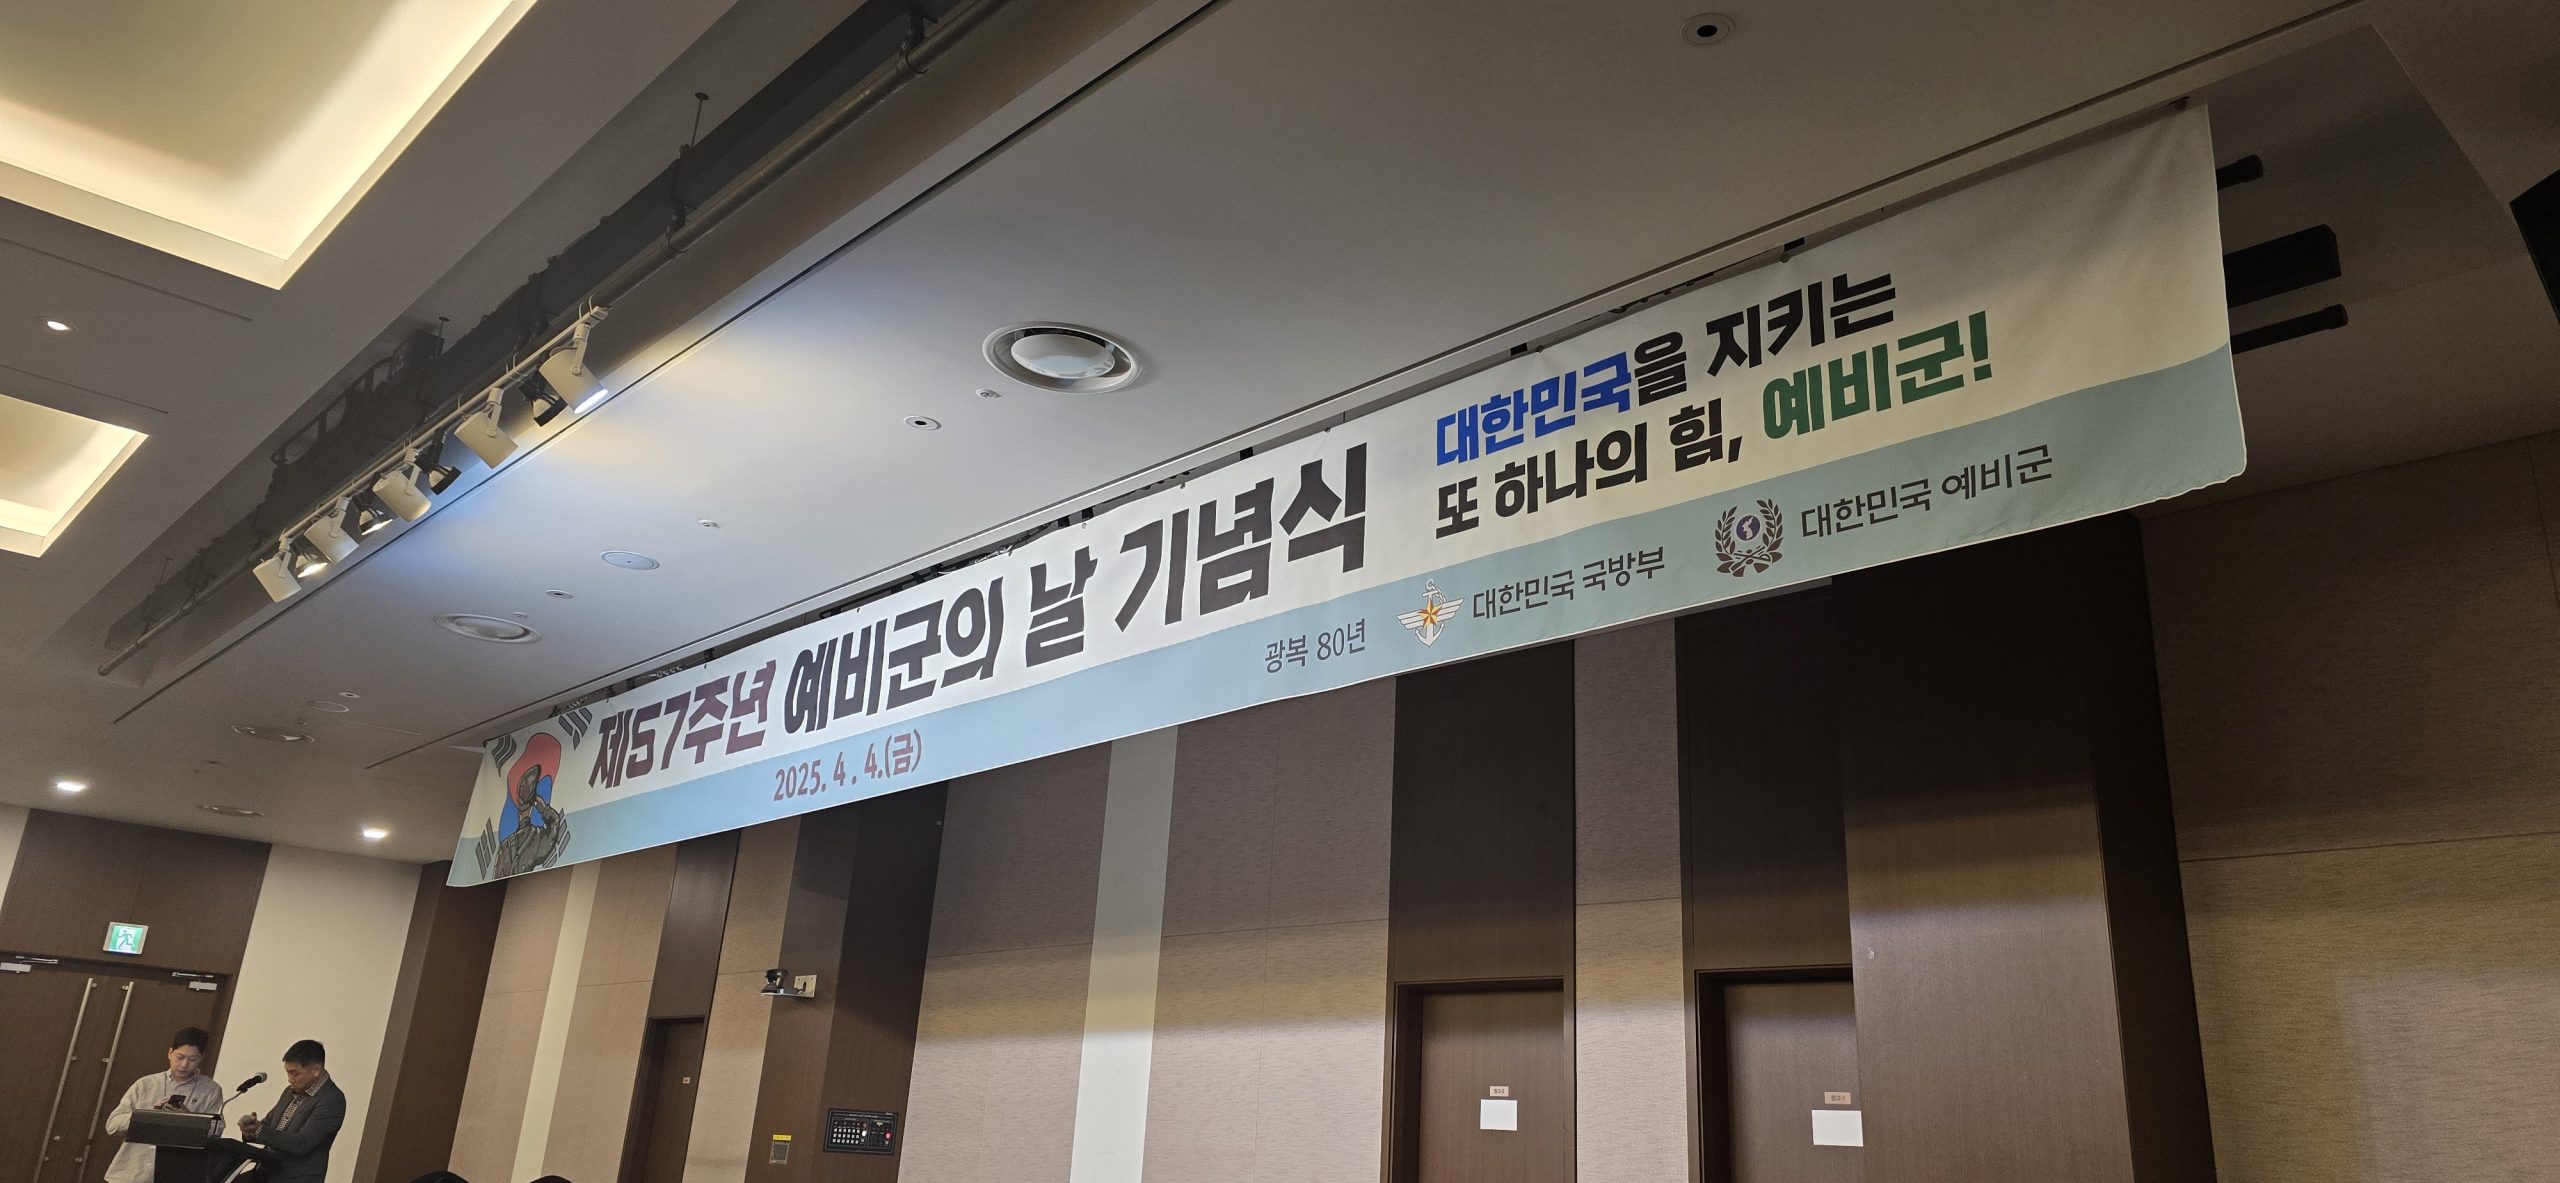 제57주년 예비군의 날 기념식
2025. 4. 4.(금)
대한민국을 지키는
또 하나의 힘, 예비군!
광복 80년
대한민국 국방부
대한민국 예비군